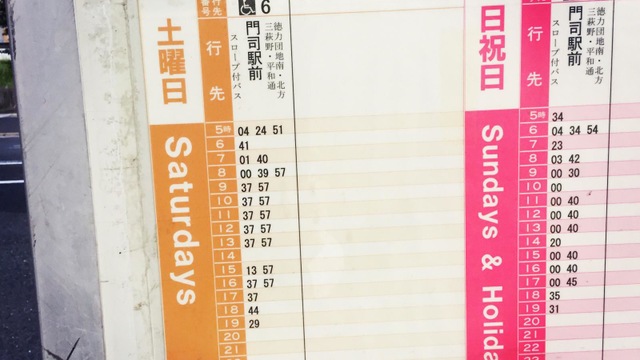 土曜日
番号
行先
6
行先
スロープ付バス
門司駅前
三萩野・平和通
徳力団地南・北方
Saturdays
5時 04 24 51
6 41
7 01 40
8 00 39 57
9 37 57
10 37 57
11 37 57
12 37 57
13 37 57
14
15 13 57
16 37 57
17 37
18 44
19 29
20
21
日祝日
行先
スロープ付バス
門司駅前
三萩野・平和通
徳力団地南・北方
Sundays & Holida
5時 34
6 04 34 54
7 23
8 03 42
9 00 30
10 00
11 00 40
12 00 40
13 00 40
14 20
15 00 40
16 00 40
17 00 45
18 35
19 31
20
21
22